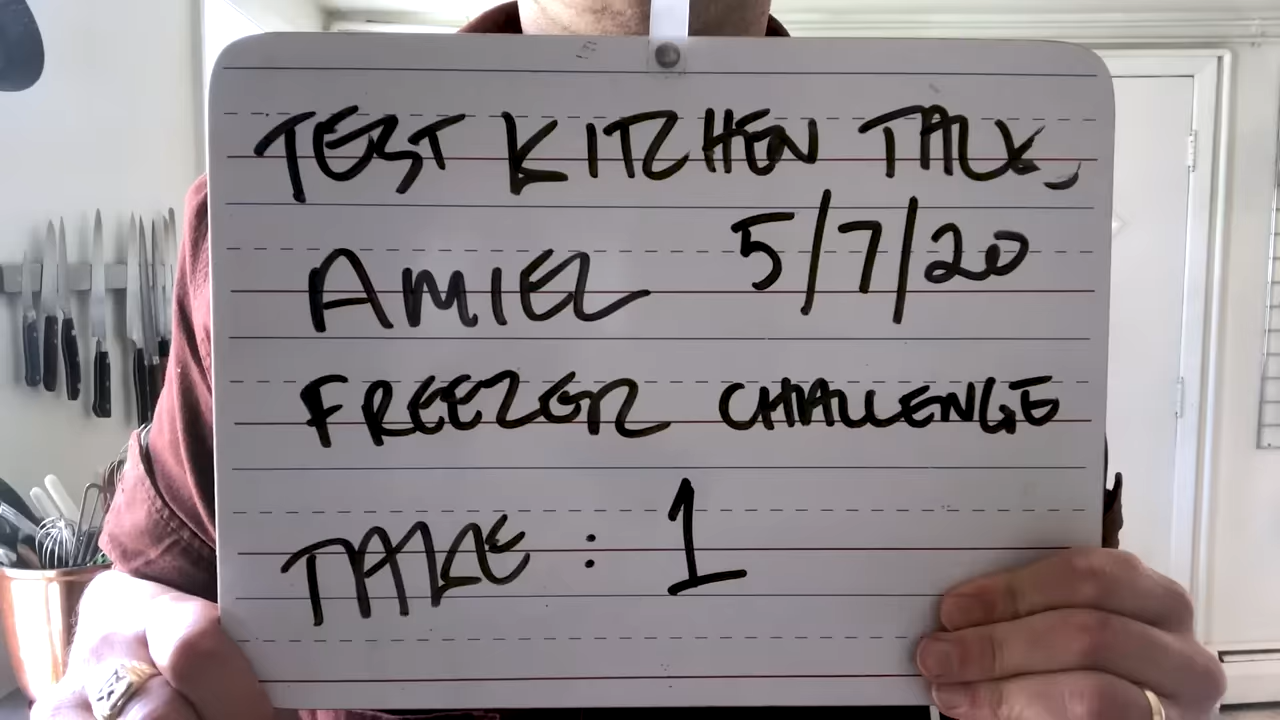 TEST KITCHEN TALK,
AMIEL 5/7/20
FREEZER CHALLENGE
TAKE : 1